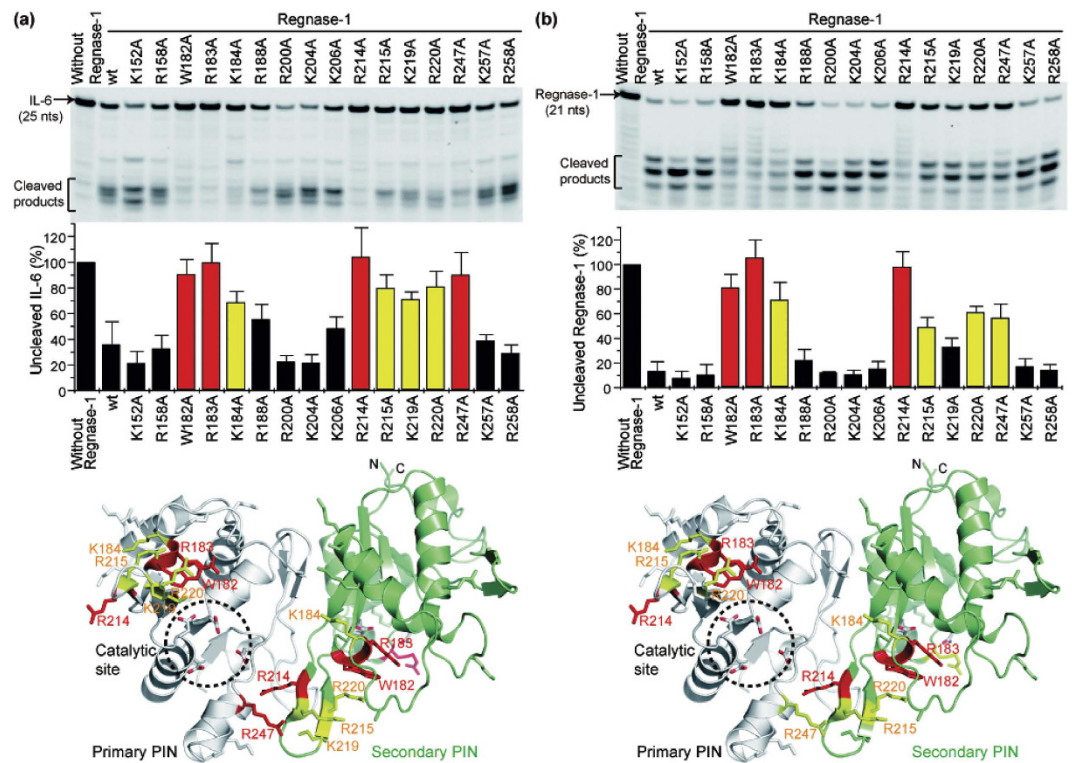 (a)
Regnase-1
Without
Regnase-1
wt
K152A
R158A
W182A
R183A
K184A
R188A
R200A
K204A
K206A
R214A
R215A
K219A
R220A
R247A
K257A
R258A
IL-6
(25 nts)
Cleaved
products
Uncleaved IL-6 (%)
120
100
80
60
40
20
0
Without
Regnase-1
wt
K152A
R158A
W182A
R183A
K184A
R188A
R200A
K204A
K206A
R214A
R215A
K219A
R220A
R247A
K257A
R258A
N
C
K184
R183
R215
W182
R220
K219
R214
Catalytic
site
K184
R183
W182
R214
R220
R215
R247
K219
Primary PIN
Secondary PIN
(b)
Regnase-1
Without
Regnase-1
wt
K152A
R158A
W182A
R183A
K184A
R188A
R200A
K204A
K206A
R214A
R215A
K219A
R220A
R247A
K257A
R258A
Regnase-1
(21 nts)
Cleaved
products
Uncleaved Regnase-1 (%)
120
100
80
60
40
20
0
Without
Regnase-1
wt
K152A
R158A
W182A
R183A
K184A
R188A
R200A
K204A
K206A
R214A
R215A
K219A
R220A
R247A
K257A
R258A
N
C
K184
R183
R215
W182
R220
R214
Catalytic
site
K184
R183
W182
R214
R220
R215
R247
Primary PIN
Secondary PIN